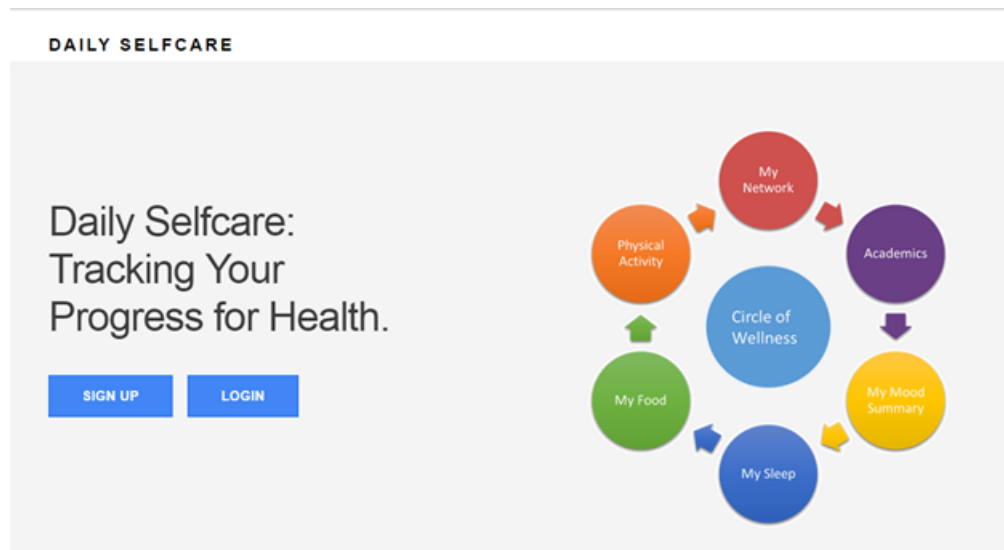 DAILY SELFCARE
Daily Selfcare:
Tracking Your
Progress for Health.
SIGN UP
LOGIN
My
Network
Academics
My Mood
Summary
My Sleep
My Food
Physical
Activity
Circle of
Wellness